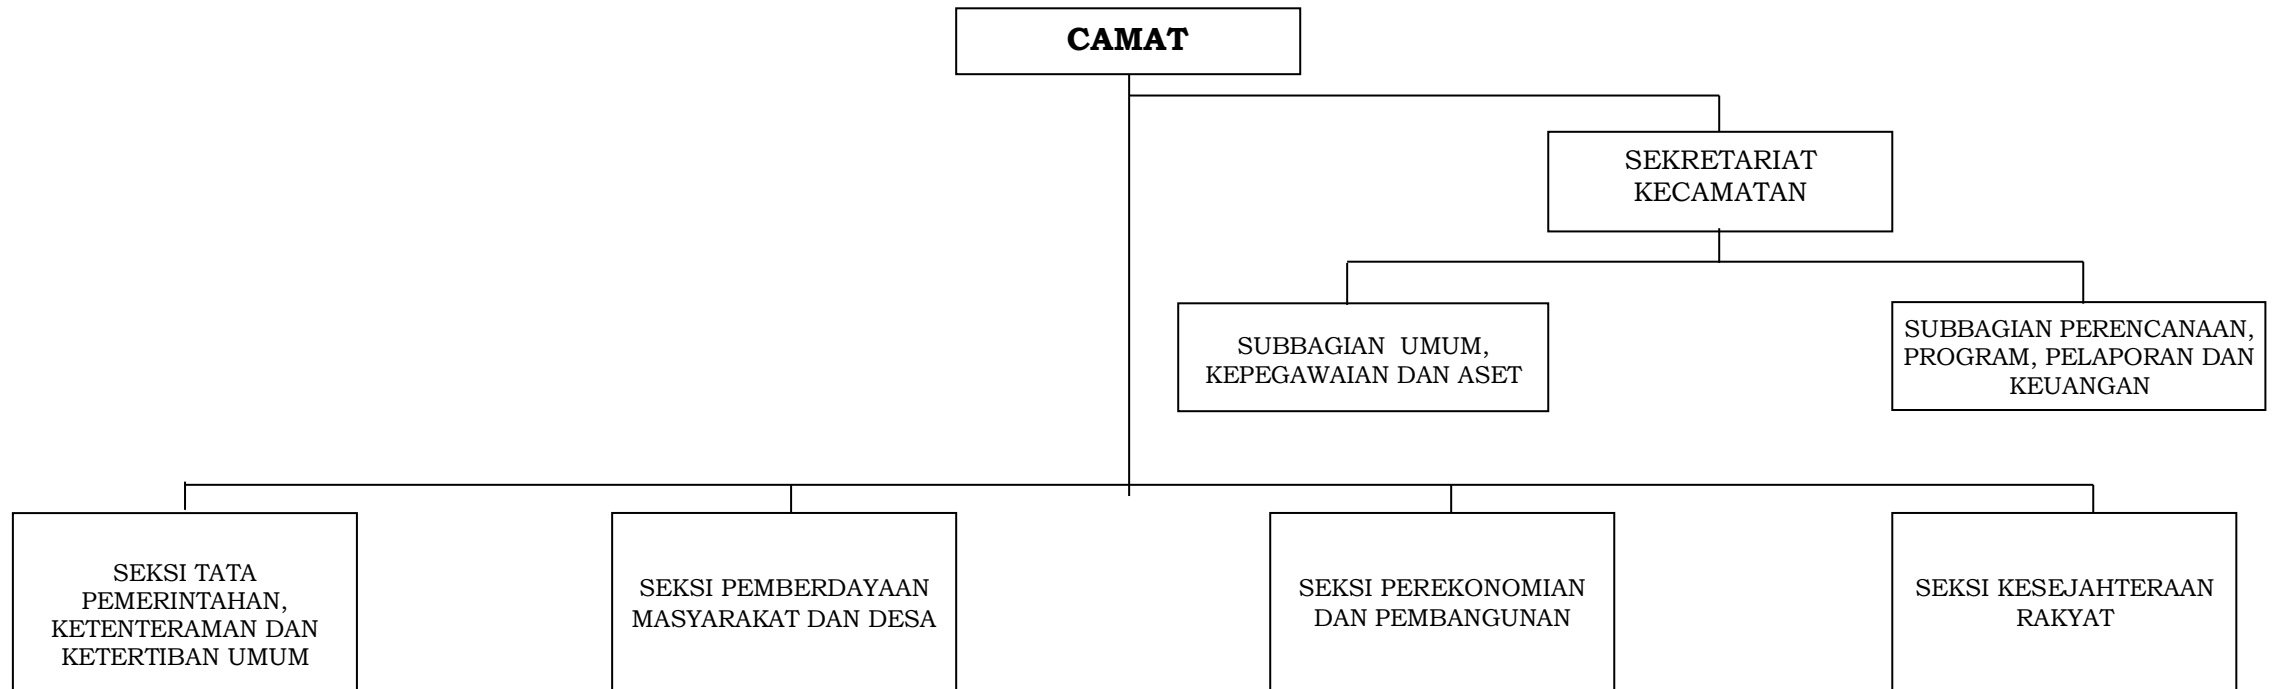 CAMAT
SEKRETARIAT
KECAMATAN
SUBBAGIAN UMUM,
KEPEGAWAIAN DAN ASET
SUBBAGIAN PERENCANAAN,
PROGRAM, PELAPORAN DAN
KEUANGAN
SEKSI TATA
PEMERINTAHAN,
KETENTERAMAN DAN
KETERTIBAN UMUM
SEKSI PEMBERDAYAAN
MASYARAKAT DAN DESA
SEKSI PEREKONOMIAN
DAN PEMBANGUNAN
SEKSI KESEJAHTERAAN
RAKYAT